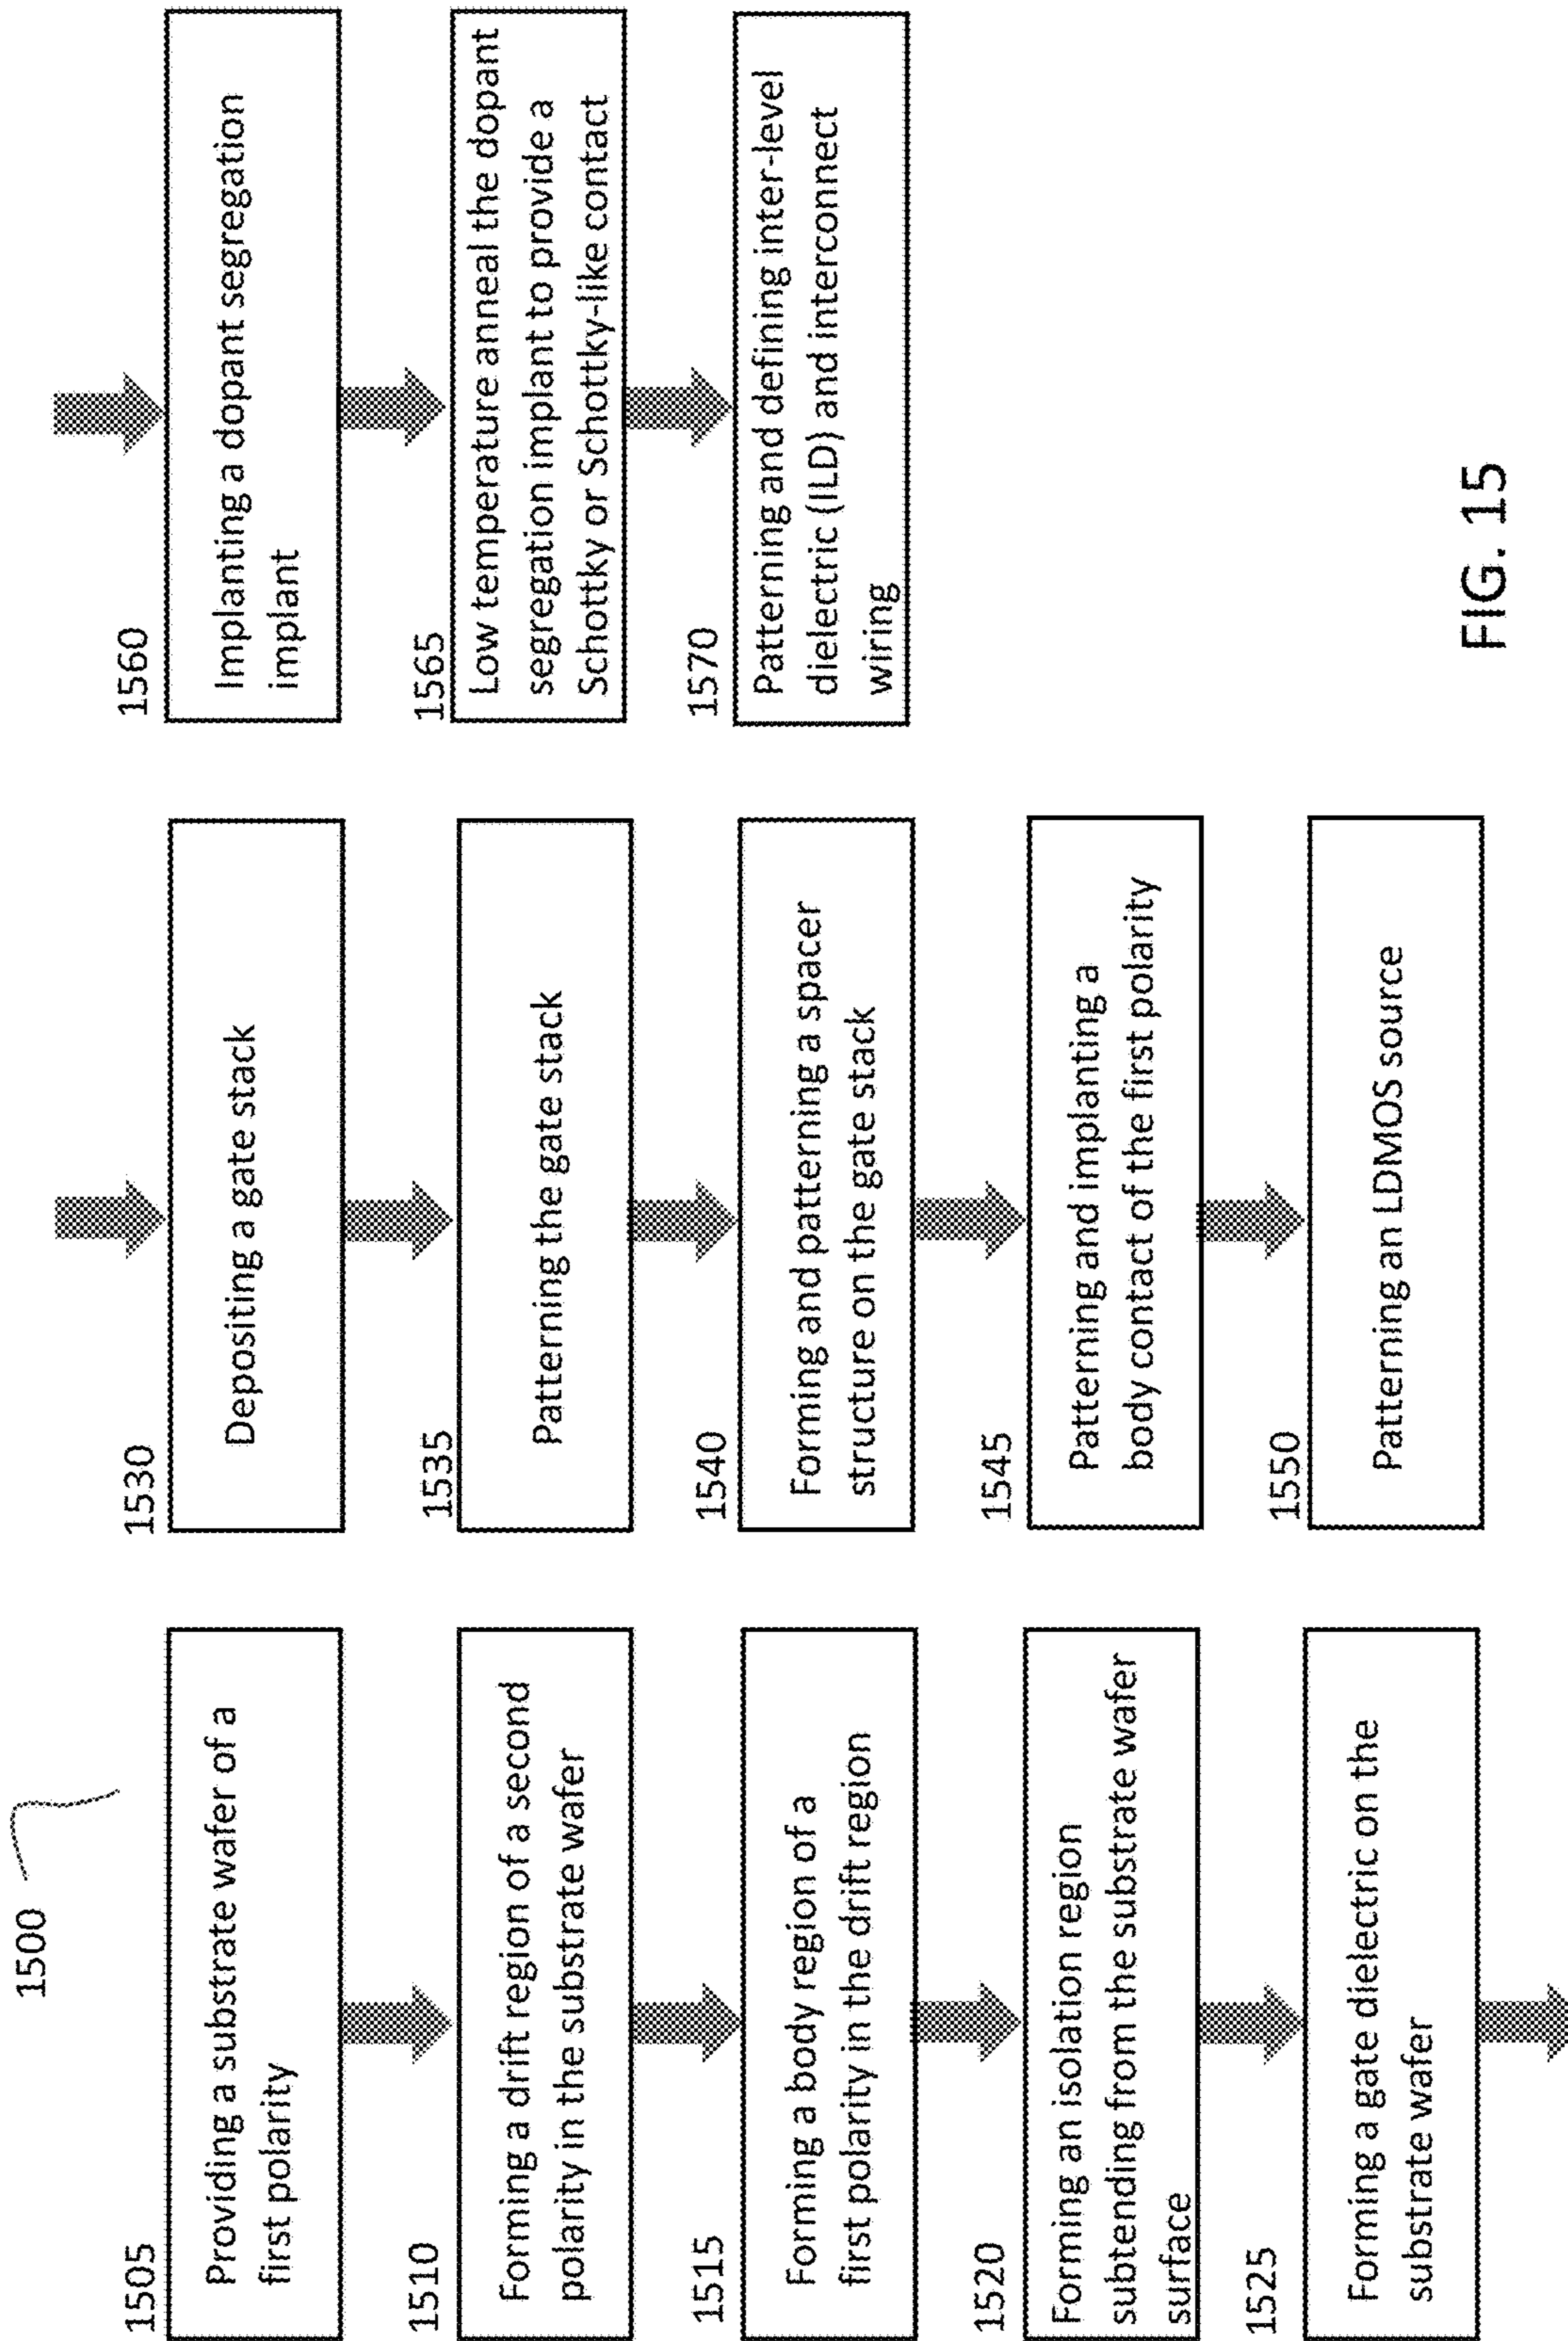 1500
1505
Providing a substrate wafer of a
first polarity
1510
Forming a drift region of a second
polarity in the substrate wafer
1515
Forming a body region of a
first polarity in the drift region
1520
Forming an isolation region
subtending from the substrate wafer
surface
1525
Forming a gate dielectric on the
substrate wafer
1530
Depositing a gate stack
1535
Patterning the gate stack
1540
Forming and patterning a spacer
structure on the gate stack
1545
Patterning and implanting a
body contact of the first polarity
1550
Patterning an LDMOS source
1560
Implanting a dopant segregation
implant
1565
Low temperature anneal the dopant
segregation implant to provide a
Schottky or Schottky-like contact
1570
Patterning and defining inter-level
dielectric (ILD) and interconnect
wiring
FIG. 15